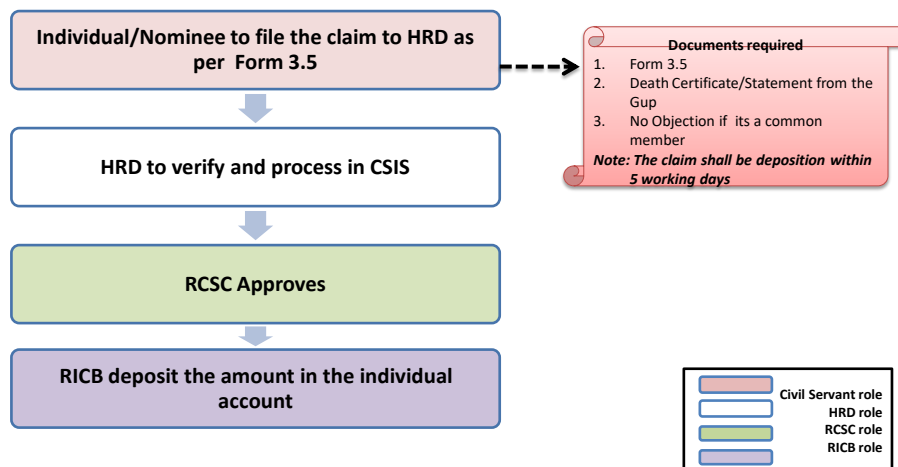 Individual/Nominee to file the claim to HRD as
per Form 3.5
Documents required
1. Form 3.5
2. Death Certificate/Statement from the
Gup
3. No Objection if its a common
member
Note: The claim shall be deposition within
5 working days
HRD to verify and process in CSIS
RCSC Approves
RICB deposit the amount in the individual
account
Civil Servant role
HRD role
RCSC role
RICB role